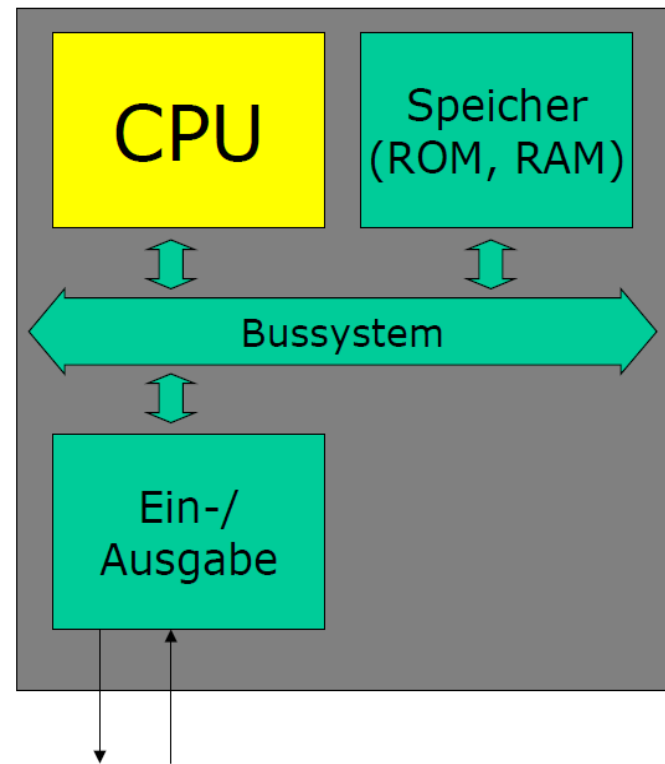 CPU
Speicher
(ROM, RAM)
Bussystem
Ein-/
Ausgabe